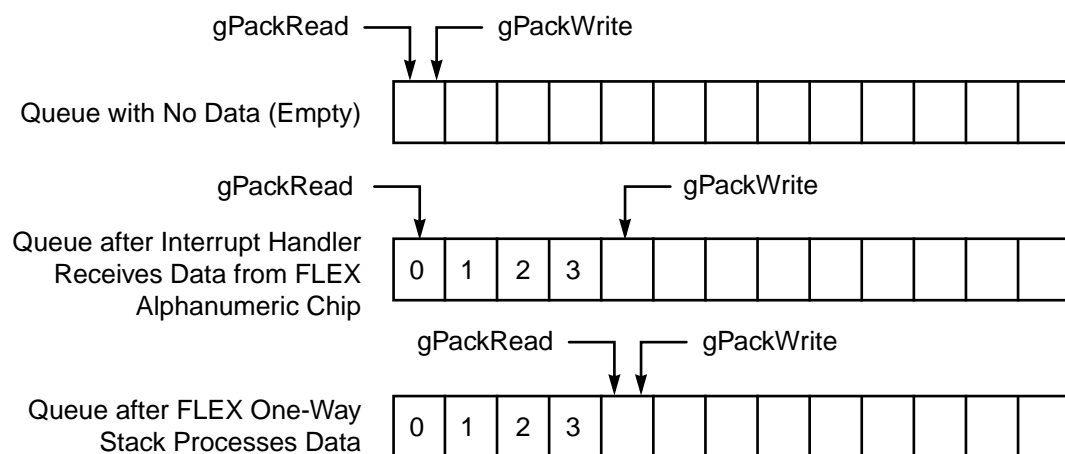 gPackRead gPackWrite
Queue with No Data (Empty)
gPackRead gPackWrite
Queue after Interrupt Handler
Receives Data from FLEX
Alphanumeric Chip
0 1 2 3
gPackRead gPackWrite
Queue after FLEX One-Way
Stack Processes Data
0 1 2 3